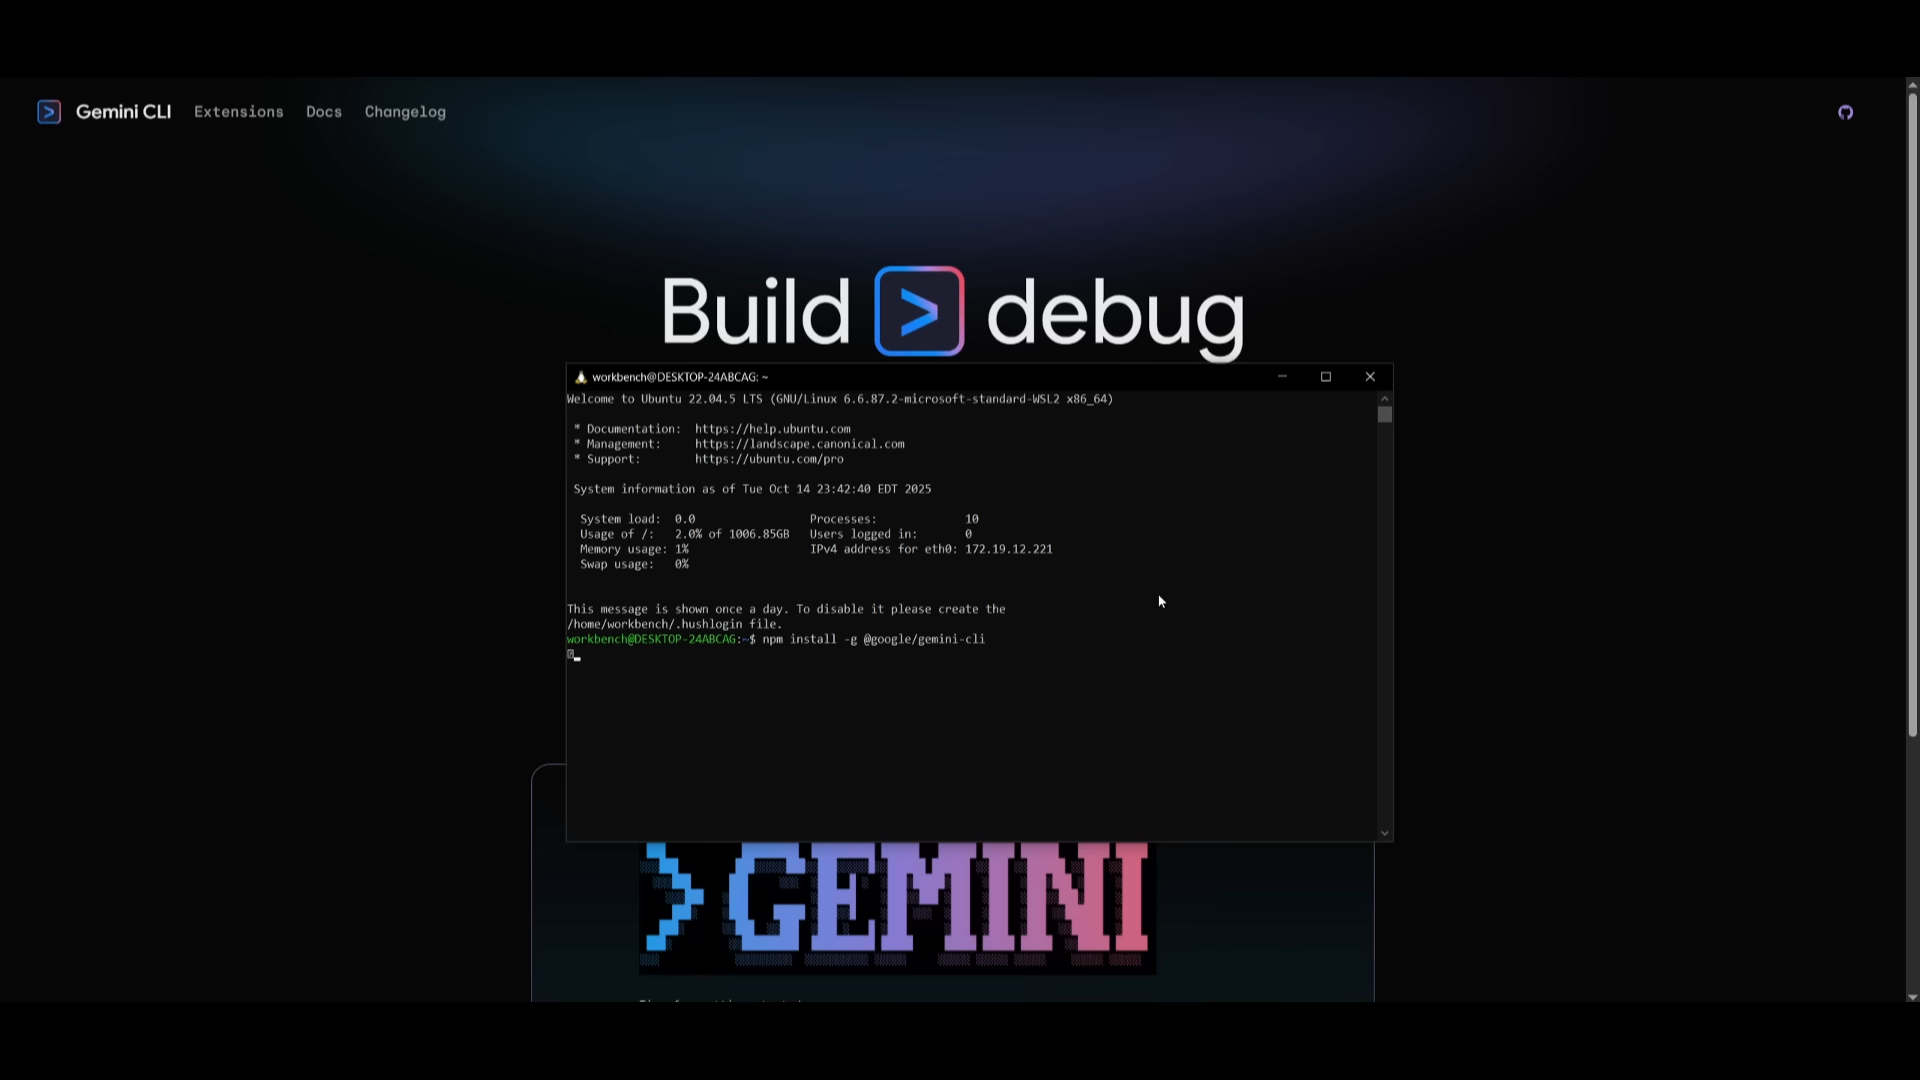 Gemini CLI Extensions Docs Changelog
Build > debug
workbench@DESKTOP-24ABCAG: ~
Welcome to Ubuntu 22.04.5 LTS (GNU/Linux 6.6.87.2-microsoft-standard-WSL2 x86_64)
* Documentation: https://help.ubuntu.com
* Management: https://landscape.canonical.com
* Support: https://ubuntu.com/pro
System information as of Tue Oct 14 23:42:40 EDT 2025
System load: 0.0 Processes: 10
Usage of /: 2.0% of 1006.85GB Users logged in: 0
Memory usage: 1% IPv4 address for eth0: 172.19.12.221
Swap usage: 0%
This message is shown once a day. To disable it please create the
/home/workbench/.hushlogin file.
workbench@DESKTOP-24ABCAG:~$ npm install -g @google/gemini-cli
>GEMINI